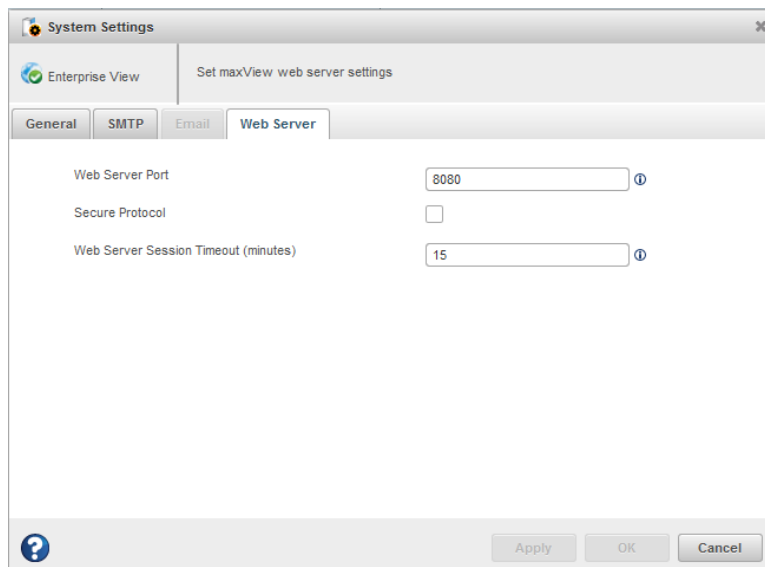 System Settings
Enterprise View
Set maxView web server settings
General SMTP Email Web Server
Web Server Port 8080
Secure Protocol
Web Server Session Timeout (minutes) 15
Apply OK Cancel